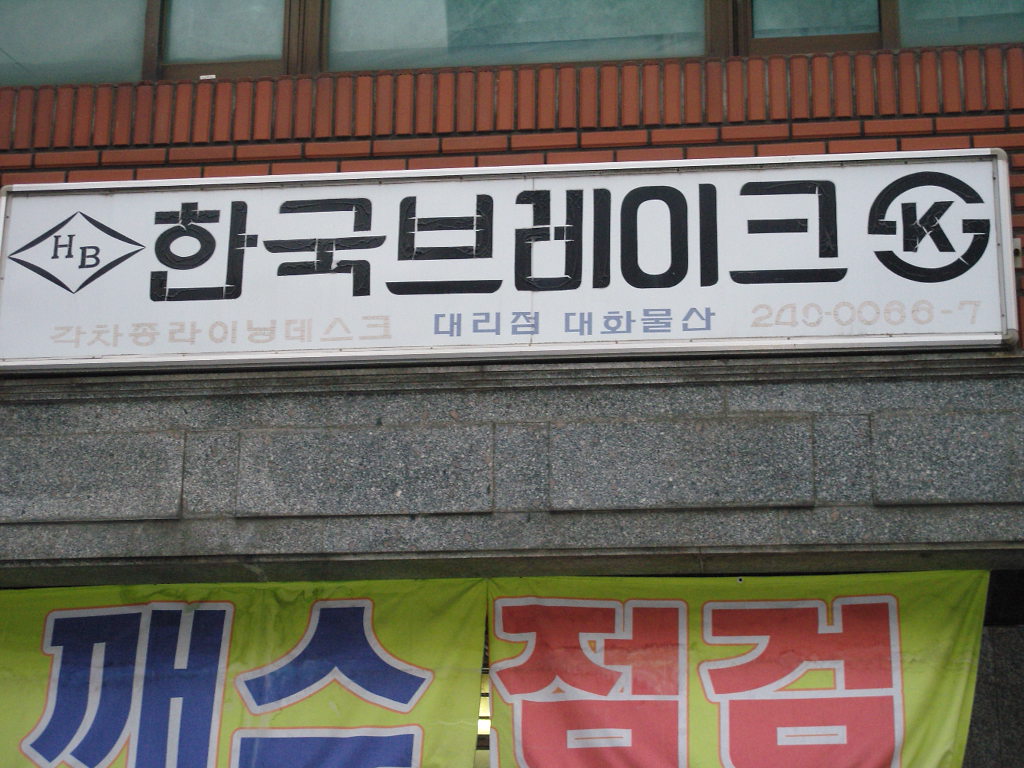 HB 한국브레이크 K
각차종라이닝데스크 대리점 대화물산 240-0066-7
깨스 점검